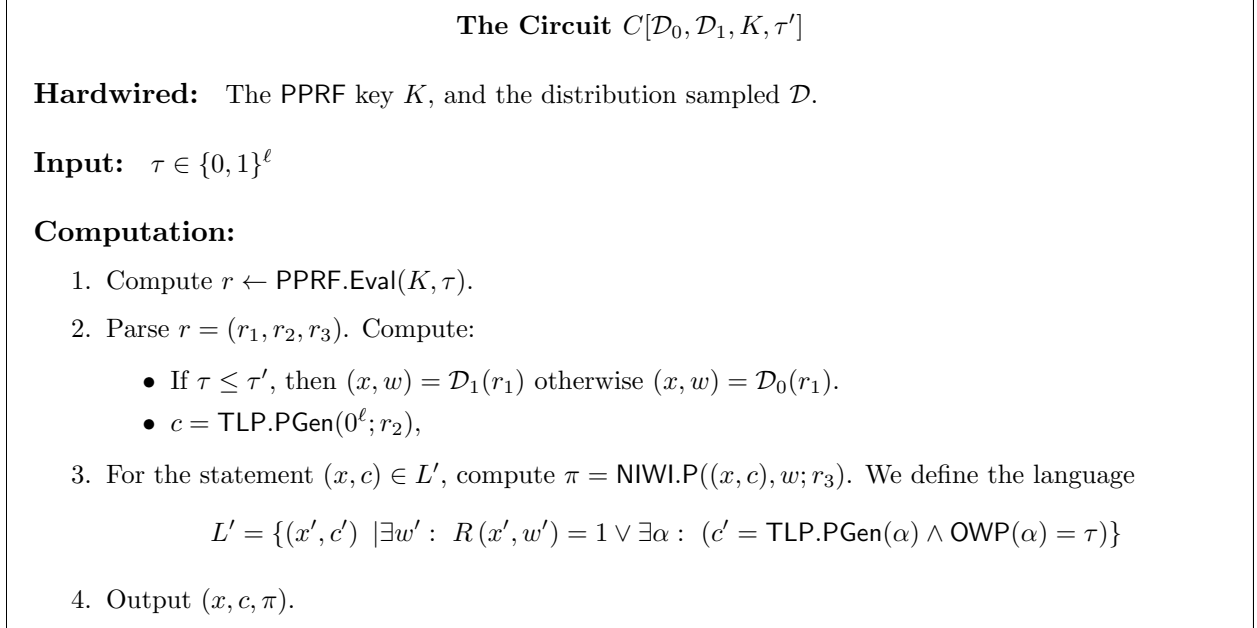 The Circuit C[𝒟₀, 𝒟₁, K, τ′]
Hardwired: The PPRF key K, and the distribution sampled 𝒟.
Input: τ ∈ {0, 1}^ℓ
Computation:
1. Compute r ← PPRF.Eval(K, τ).
2. Parse r = (r₁, r₂, r₃). Compute:
• If τ ≤ τ′, then (x, w) = 𝒟₁(r₁) otherwise (x, w) = 𝒟₀(r₁).
• c = TLP.PGen(0^ℓ; r₂),
3. For the statement (x, c) ∈ L′, compute π = NIWI.P((x, c), w; r₃). We define the language
L′ = {(x′, c′) |∃w′ : R (x′, w′) = 1 ∨ ∃α : (c′ = TLP.PGen(α) ∧ OWP(α) = τ)}
4. Output (x, c, π).